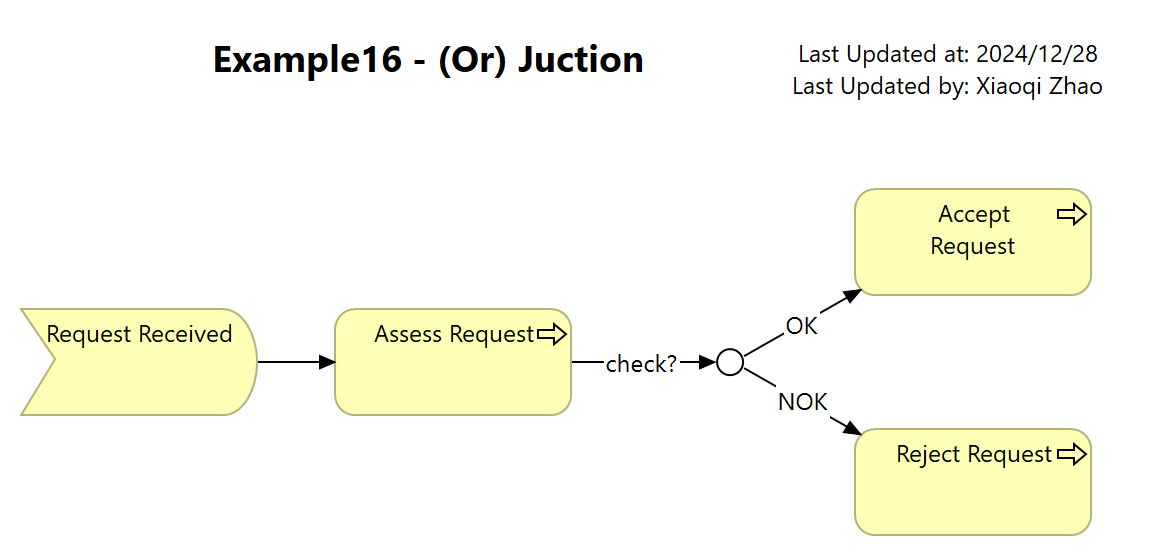 Example16 - (Or) Juction
Last Updated at: 2024/12/28
Last Updated by: Xiaoqi Zhao
Request Received
Assess Request
check?
OK
NOK
Accept
Request
Reject Request